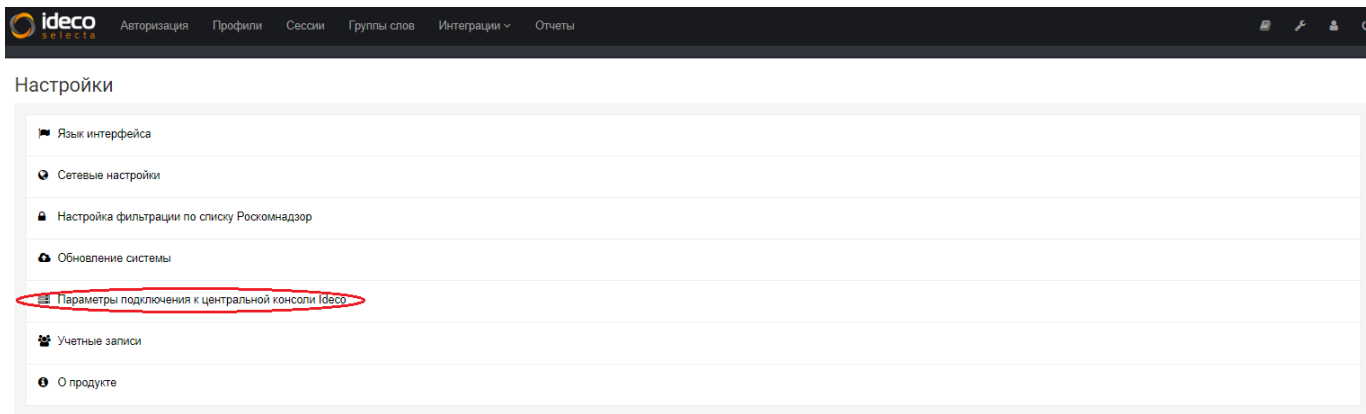 ideco
selecta
Авторизация Профили Сессии Группы слов Интеграции Отчеты
Настройки
Язык интерфейса
Сетевые настройки
Настройка фильтрации по списку Роскомнадзор
Обновление системы
Параметры подключения к центральной консоли Ideco
Учетные записи
О продукте